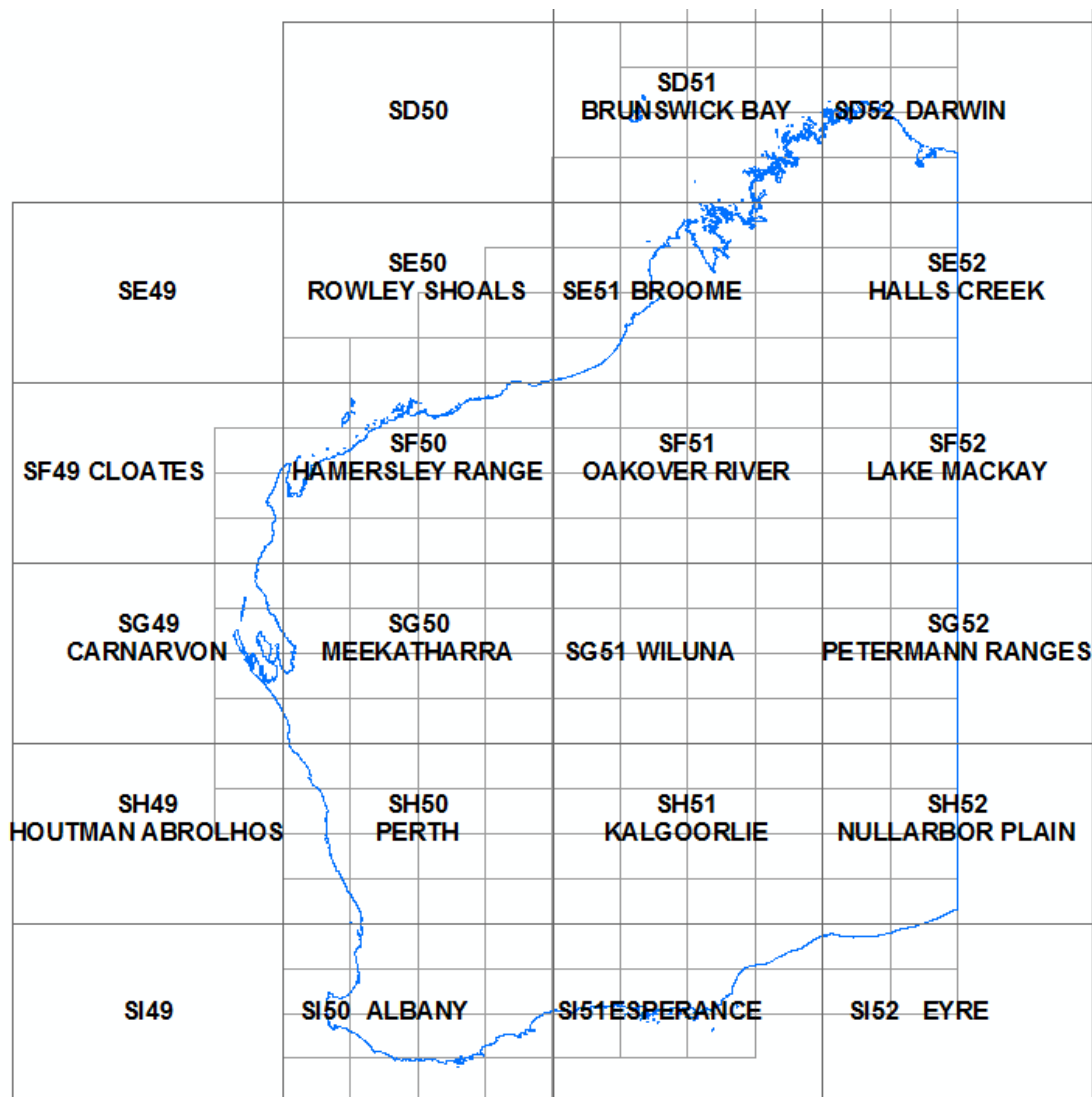 SD50
SD51
BRUNSWICK BAY
SD52 DARWIN
SE49
SE50
ROWLEY SHOALS
SE51 BROOME
SE52
HALLS CREEK
SF49 CLOATES
SF50
HAMERSLEY RANGE
SF51
OAKOVER RIVER
SF52
LAKE MACKAY
SG49
CARNARVON
SG50
MEEKATHARRA
SG51 WILUNA
SG52
PETERMANN RANGES
SH49
HOUTMAN ABROLHOS
SH50
PERTH
SH51
KALGOORLIE
SH52
NULLARBOR PLAIN
SI49
SI50 ALBANY
SI51ESPERANCE
SI52 EYRE